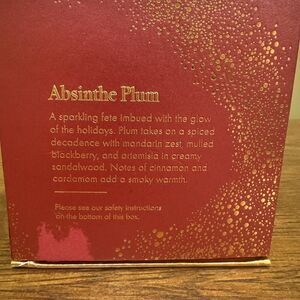 Absinthe Plum
A sparkling fete imbued with the glow
of the holidays. Plum takes on a spiced
decadence with mandarin zest, mulled
blackberry, and artemisia in creamy
sandalwood. Notes of cinnamon and
cardamom add a smoky warmth.
Please see our safety instructions
on the bottom of this box.